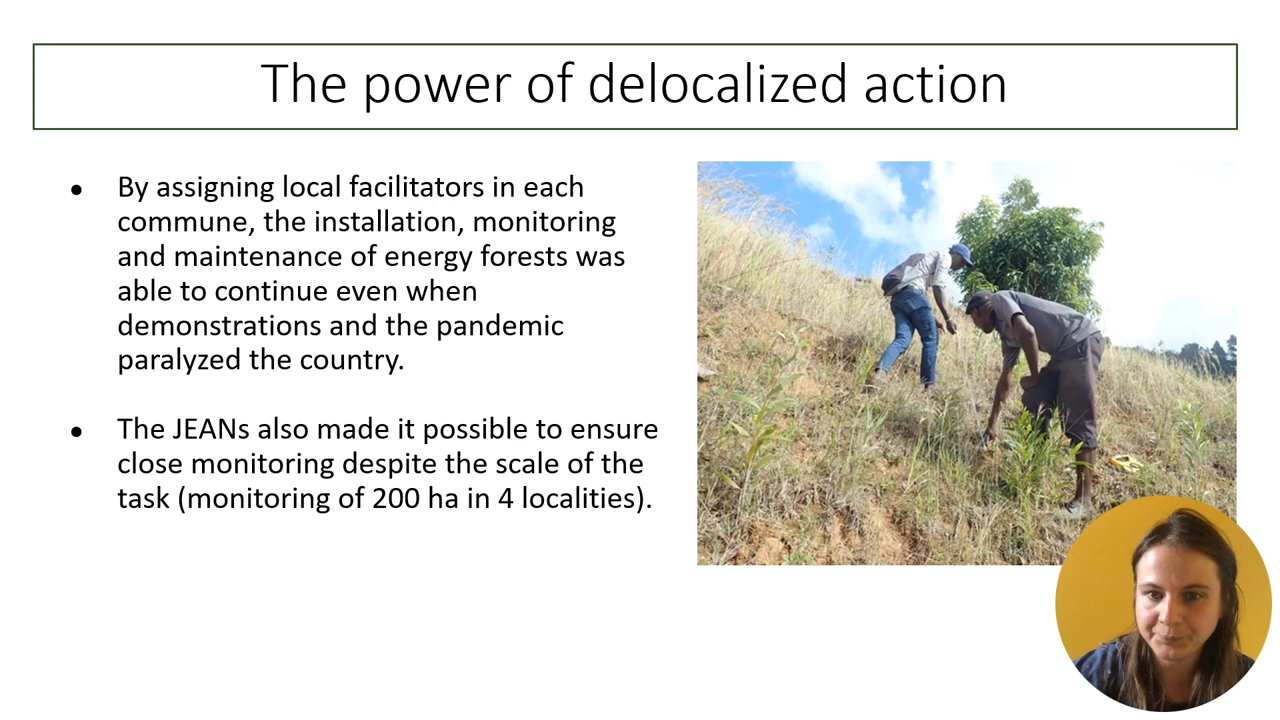 The power of delocalized action
● By assigning local facilitators in each
commune, the installation, monitoring
and maintenance of energy forests was
able to continue even when
demonstrations and the pandemic
paralyzed the country.
● The JEANs also made it possible to ensure
close monitoring despite the scale of the
task (monitoring of 200 ha in 4 localities).